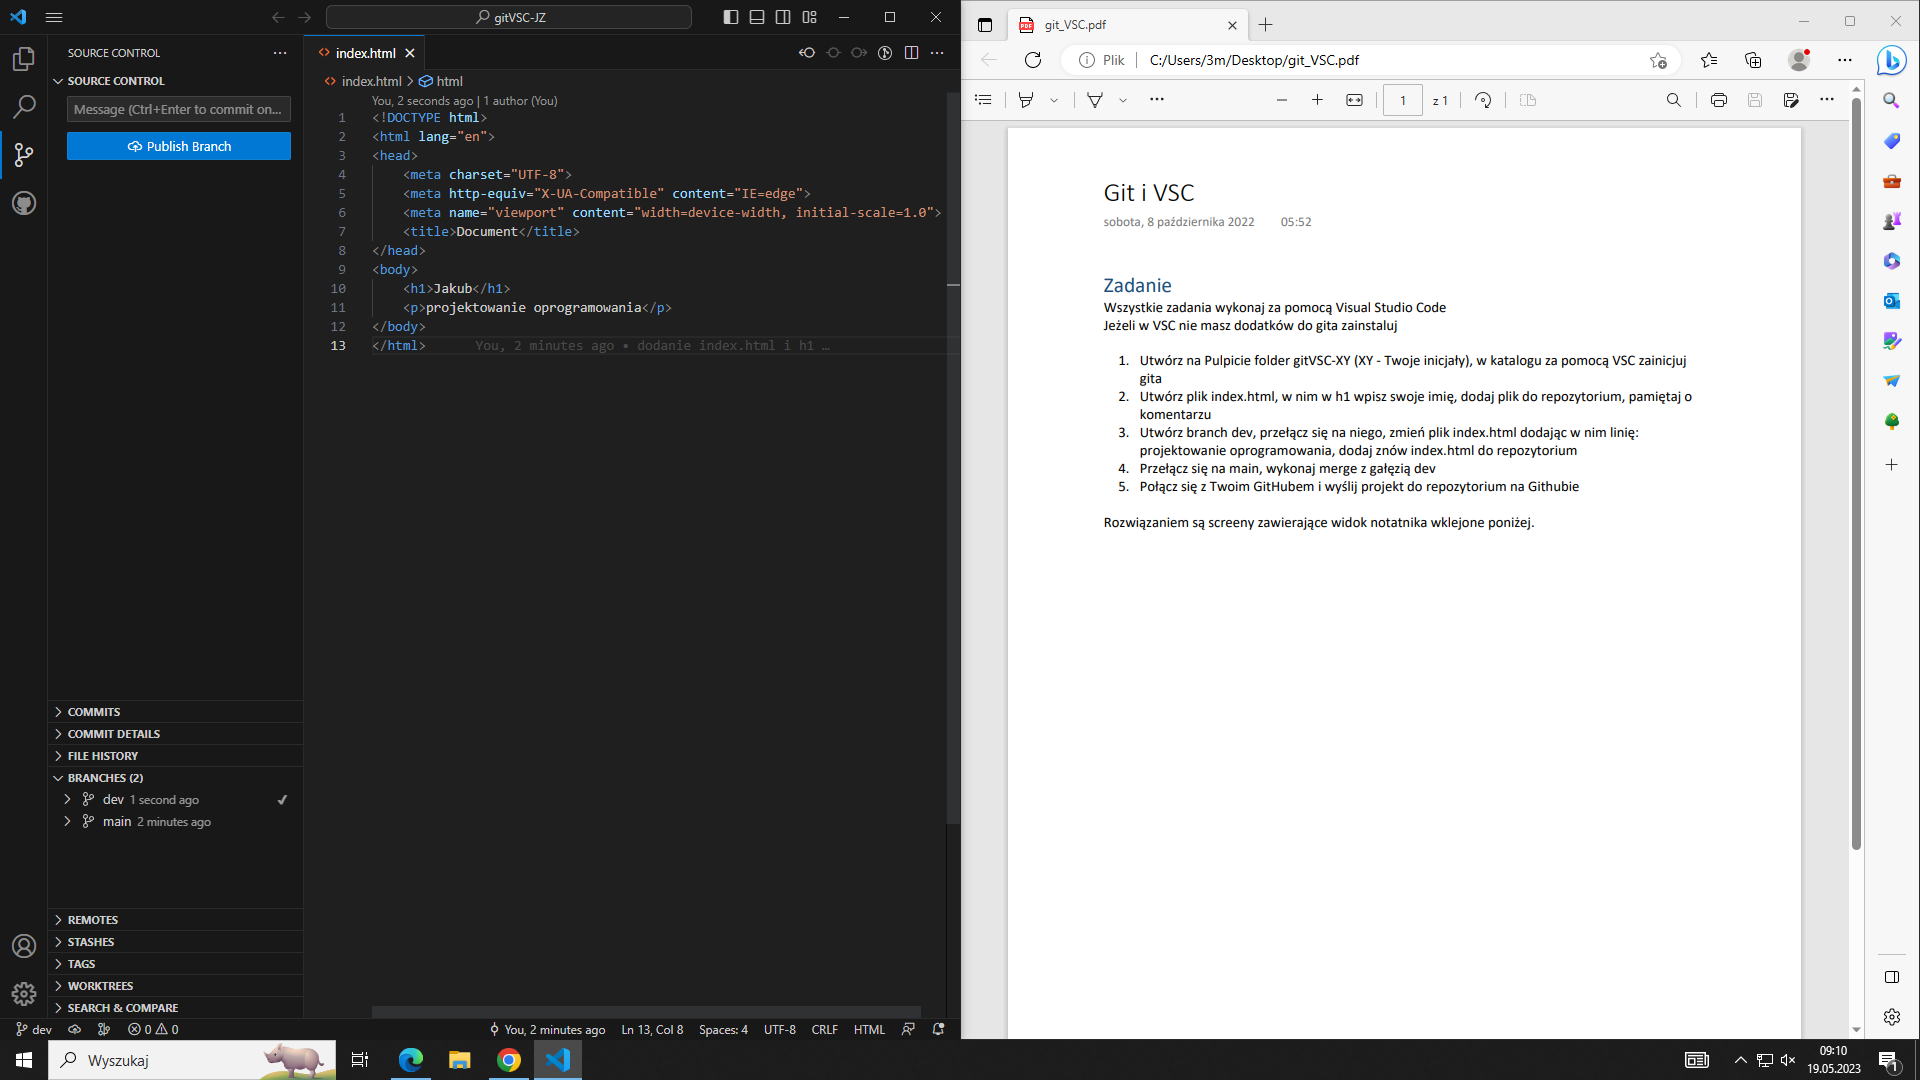 gitVSC-JZ
SOURCE CONTROL
SOURCE CONTROL
Message (Ctrl+Enter to commit on...
Publish Branch
COMMITS
COMMIT DETAILS
FILE HISTORY
BRANCHES (2)
dev 1 second ago
main 2 minutes ago
REMOTES
STASHES
TAGS
WORKTREES
SEARCH & COMPARE
index.html
index.html > html
You, 2 seconds ago | 1 author (You)
1 <!DOCTYPE html>
2 <html lang="en">
3 <head>
4 <meta charset="UTF-8">
5 <meta http-equiv="X-UA-Compatible" content="IE=edge">
6 <meta name="viewport" content="width=device-width, initial-scale=1.0">
7 <title>Document</title>
8 </head>
9 <body>
10 <h1>Jakub</h1>
11 <p>projektowanie oprogramowania</p>
12 </body>
13 </html> You, 2 minutes ago • dodanie index.html i h1 …
dev 0 0 You, 2 minutes ago Ln 13, Col 8 Spaces: 4 UTF-8 CRLF HTML
git_VSC.pdf
Plik C:/Users/3m/Desktop/git_VSC.pdf
1 z 1
Git i VSC
sobota, 8 października 2022 05:52
Zadanie
Wszystkie zadania wykonaj za pomocą Visual Studio Code
Jeżeli w VSC nie masz dodatków do gita zainstaluj
1. Utwórz na Pulpicie folder gitVSC-XY (XY - Twoje inicjały), w katalogu za pomocą VSC zainicjuj
gita
2. Utwórz plik index.html, w nim w h1 wpisz swoje imię, dodaj plik do repozytorium, pamiętaj o
komentarzu
3. Utwórz branch dev, przełącz się na niego, zmień plik index.html dodając w nim linię:
projektowanie oprogramowania, dodaj znów index.html do repozytorium
4. Przełącz się na main, wykonaj merge z gałęzią dev
5. Połącz się z Twoim GitHubem i wyślij projekt do repozytorium na Githubie
Rozwiązaniem są screeny zawierające widok notatnika wklejone poniżej.
Wyszukaj
09:10
19.05.2023
1